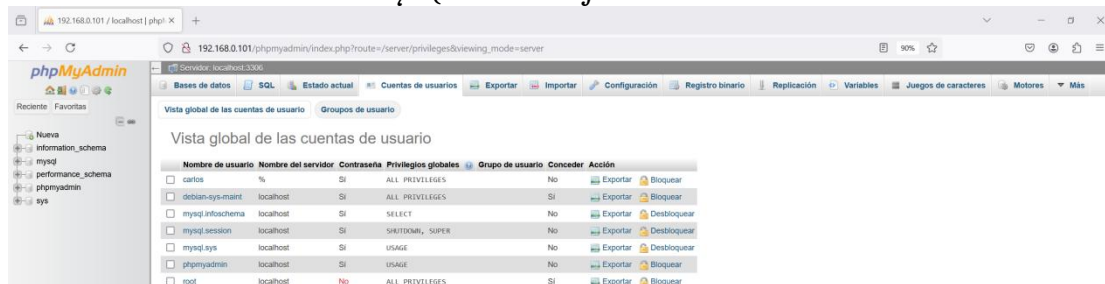 192.168.0.101 / localhost | php
192.168.0.101/phpmyadmin/index.php?route=/server/privileges&viewing_mode=server
90%
phpMyAdmin
Reciente Favoritas
Nueva
information_schema
mysql
performance_schema
phpmyadmin
sys
Servidor: localhost:3306
Bases de datos SQL Estado actual Cuentas de usuarios Exportar Importar Configuración Registro binario Replicación Variables Juegos de caracteres Motores Más
Vista global de las cuentas de usuario Groupos de usuario
Vista global de las cuentas de usuario
Nombre de usuario Nombre del servidor Contraseña Privilegios globales Grupo de usuario Conceder Acción
carlos % Sí ALL PRIVILEGES No Exportar Bloquear
debian-sys-maint localhost Sí ALL PRIVILEGES Sí Exportar Bloquear
mysql.infoschema localhost Sí SELECT No Exportar Desbloquear
mysql.session localhost Sí SHUTDOWN, SUPER No Exportar Desbloquear
mysql.sys localhost Sí USAGE No Exportar Desbloquear
phpmyadmin localhost Sí USAGE No Exportar Bloquear
root localhost No ALL PRIVILEGES Sí Exportar Bloquear